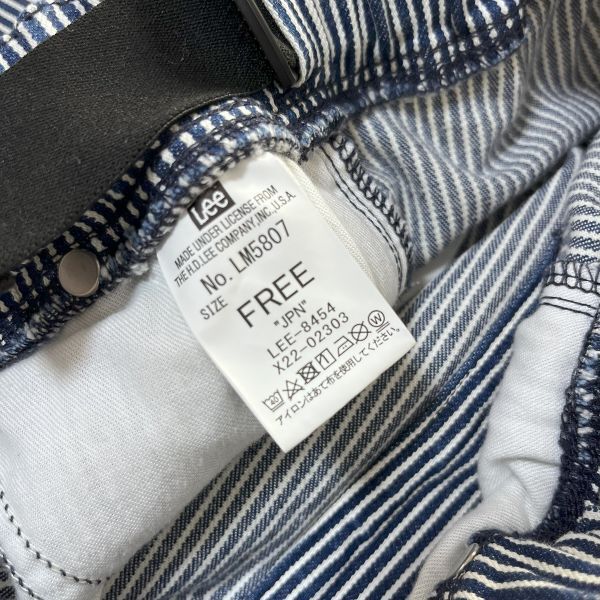 Lee
MADE UNDER LICENSE FROM
THE H.D.LEE COMPANY,INC.,U.S.A.
No. LM5807
SIZE
FREE
"JPN"
LEE-8454
X22-02303
40 W
アイロンはあて布を使用してください。